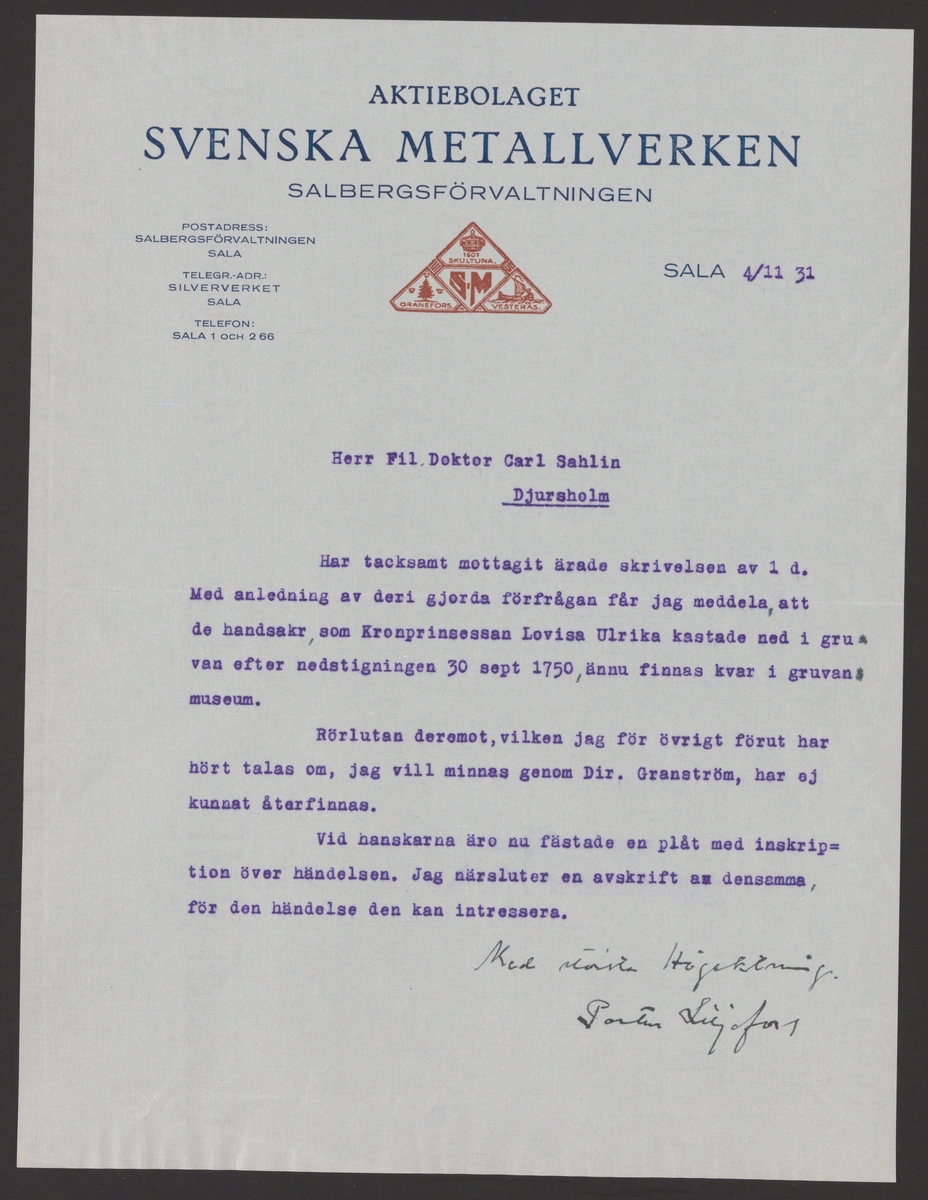 AKTIEBOLAGET
SVENSKA METALLVERKEN
SALBERGSFÖRVALTNINGEN
POSTADRESS:
SALBERGSFÖRVALTNINGEN
SALA
TELEGR.-ADR.:
SILVERVERKET
SALA
TELEFON:
SALA 1 OCH 2 66
1607
SKULTUNA.
S·M
GRANEFORS
VESTERÅS.
SALA 4/11 31
Herr Fil. Doktor Carl Sahlin
Djursholm
Har tacksamt mottagit ärade skrivelsen av 1 d.
Med anledning av deri gjorda förfrågan får jag meddela, att
de handsakr, som Kronprinsessan Lovisa Ulrika kastade ned i gru=
van efter nedstigningen 30 sept 1750, ännu finnas kvar i gruvans
museum.
Rörlutan deremot, vilken jag för övrigt förut har
hört talas om, jag vill minnas genom Dir. Granström, har ej
kunnat återfinnas.
Vid hanskarna äro nu fästade en plåt med inskrip=
tion över händelsen. Jag närsluter en avskrift av densamma,
för den händelse den kan intressera.
Med största Högaktning.
Liljefors